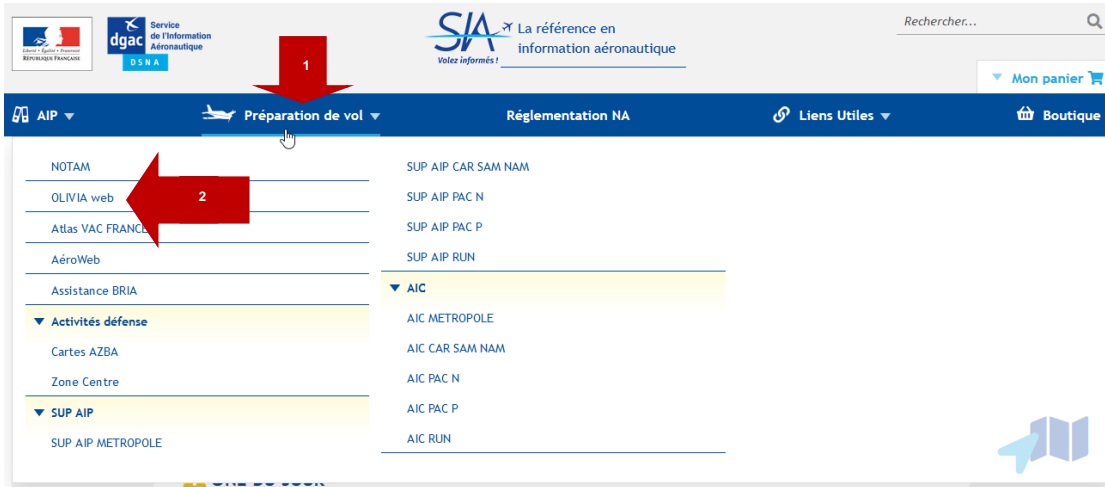 Liberté • Égalité • Fraternité
RÉPUBLIQUE FRANÇAISE
dgac
DSNA
Service
de l'Information
Aéronautique
SIA
La référence en
information aéronautique
Volez informés !
Rechercher...
Mon panier
1
AIP
Préparation de vol
Réglementation NA
Liens Utiles
Boutique
NOTAM
OLIVIA web
2
Atlas VAC FRANCE
AéroWeb
Assistance BRIA
Activités défense
Cartes AZBA
Zone Centre
SUP AIP
SUP AIP METROPOLE
SUP AIP CAR SAM NAM
SUP AIP PAC N
SUP AIP PAC P
SUP AIP RUN
AIC
AIC METROPOLE
AIC CAR SAM NAM
AIC PAC N
AIC PAC P
AIC RUN